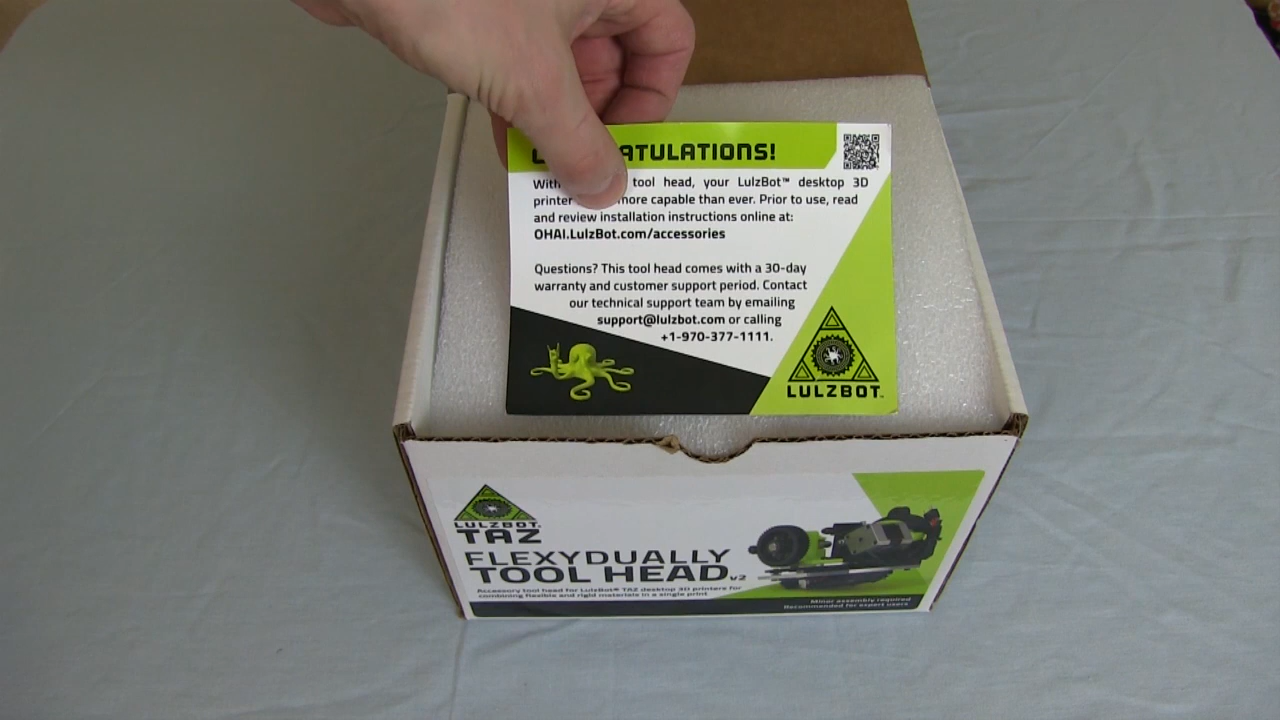 ATULATIONS!
With tool head, your LulzBot™ desktop 3D
printer more capable than ever. Prior to use, read
and review installation instructions online at:
OHAI.LulzBot.com/accessories
Questions? This tool head comes with a 30-day
warranty and customer support period. Contact
our technical support team by emailing
support@lulzbot.com or calling
+1-970-377-1111.
LULZBOT™
LULZBOT
TAZ
FLEXYDUALLY
TOOL HEAD v2
Accessory tool head for LulzBot® TAZ desktop 3D printers for
combining flexible and rigid materials in a single print
Minor assembly required
Recommended for expert users